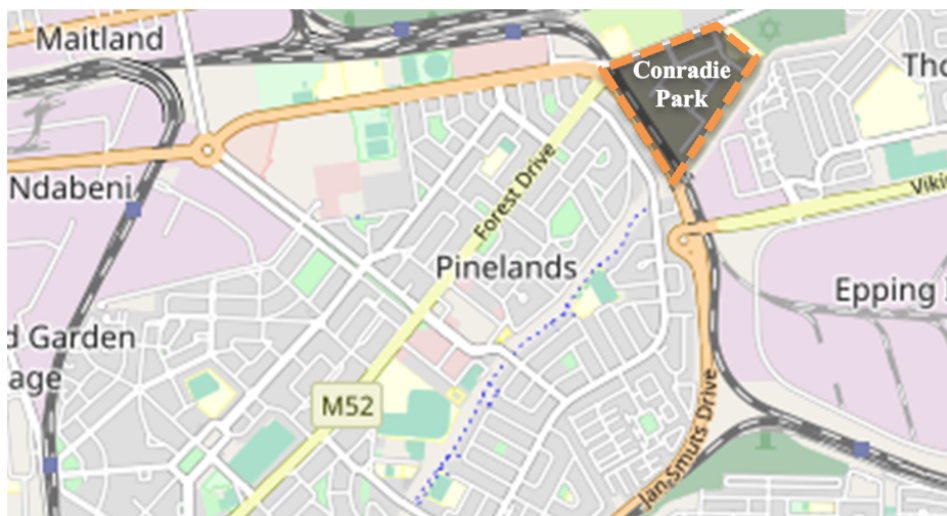 Maitland
Conradie
Park
Tho
Ndabeni
Forest Drive
Viki
Pinelands
Epping
d Garden
age
M52
Jan Smuts Drive